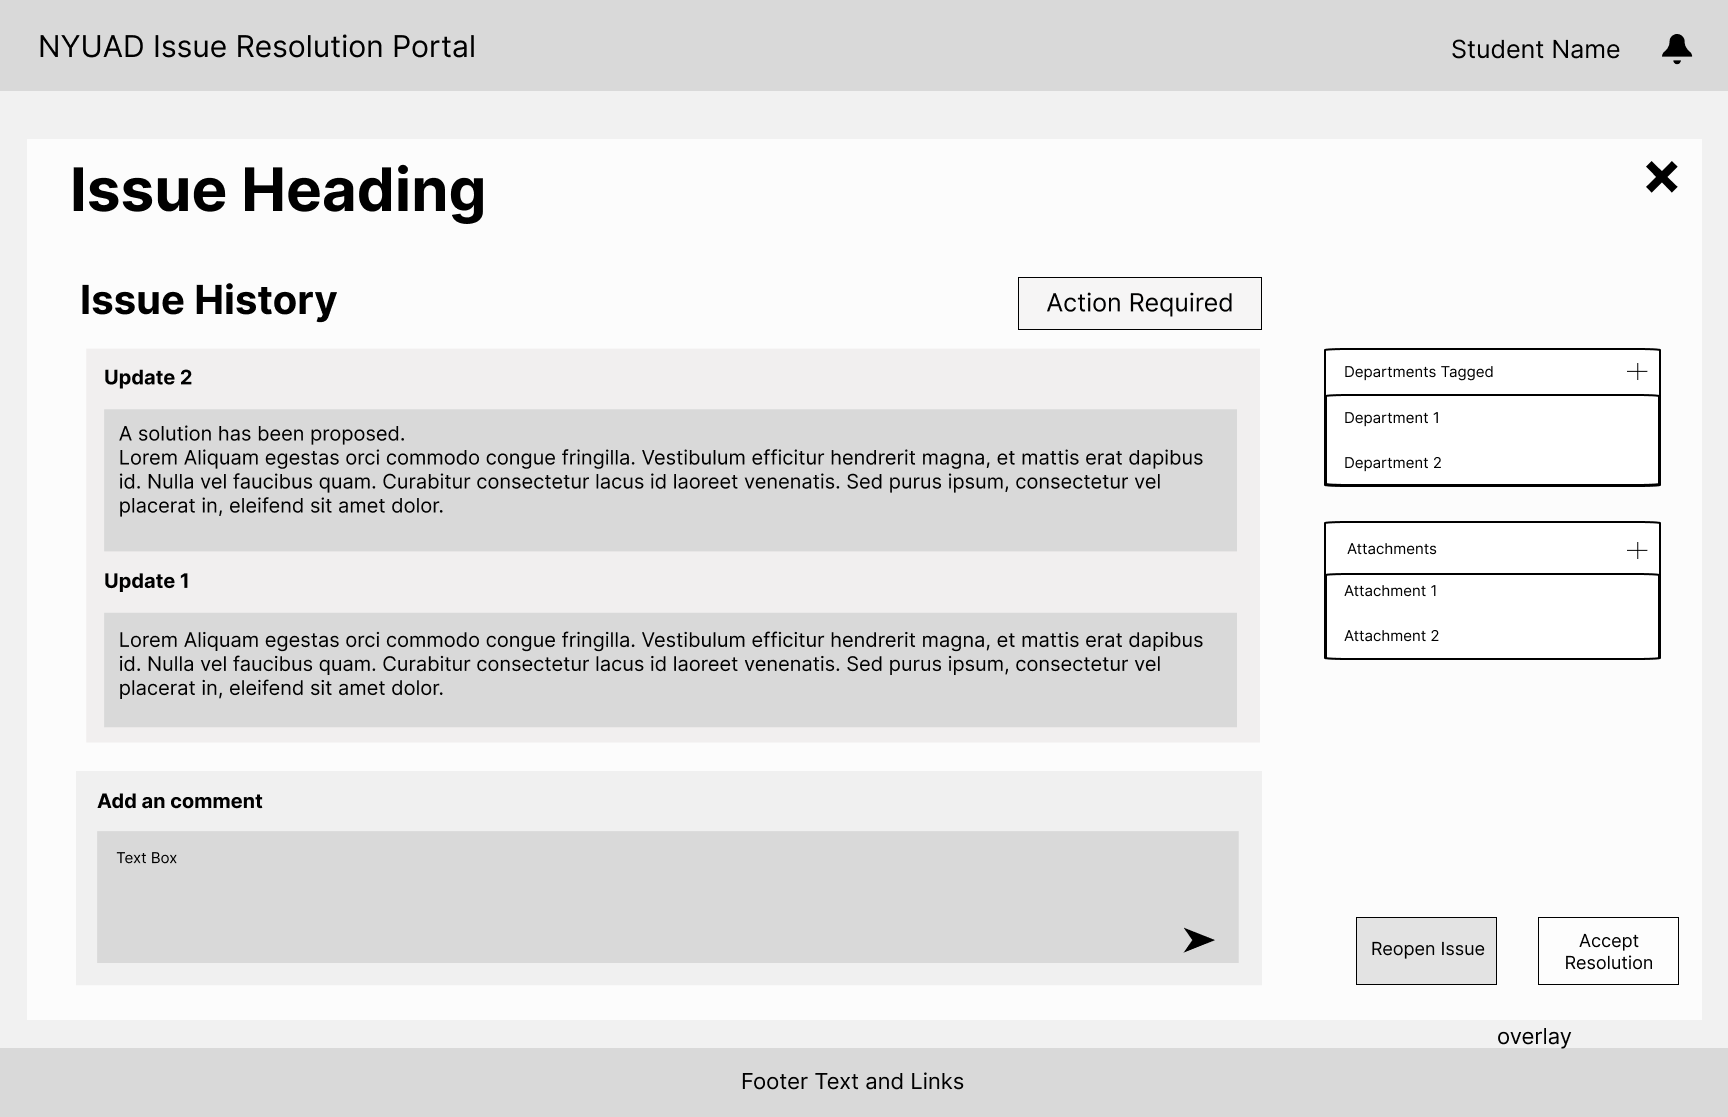 NYUAD Issue Resolution Portal
Student Name
Issue Heading
Issue History
Action Required
Update 2
A solution has been proposed.
Lorem Aliquam egestas orci commodo congue fringilla. Vestibulum efficitur hendrerit magna, et mattis erat dapibus
id. Nulla vel faucibus quam. Curabitur consectetur lacus id laoreet venenatis. Sed purus ipsum, consectetur vel
placerat in, eleifend sit amet dolor.
Update 1
Lorem Aliquam egestas orci commodo congue fringilla. Vestibulum efficitur hendrerit magna, et mattis erat dapibus
id. Nulla vel faucibus quam. Curabitur consectetur lacus id laoreet venenatis. Sed purus ipsum, consectetur vel
placerat in, eleifend sit amet dolor.
Add an comment
Text Box
Departments Tagged
Department 1
Department 2
Attachments
Attachment 1
Attachment 2
Reopen Issue
Accept
Resolution
overlay
Footer Text and Links